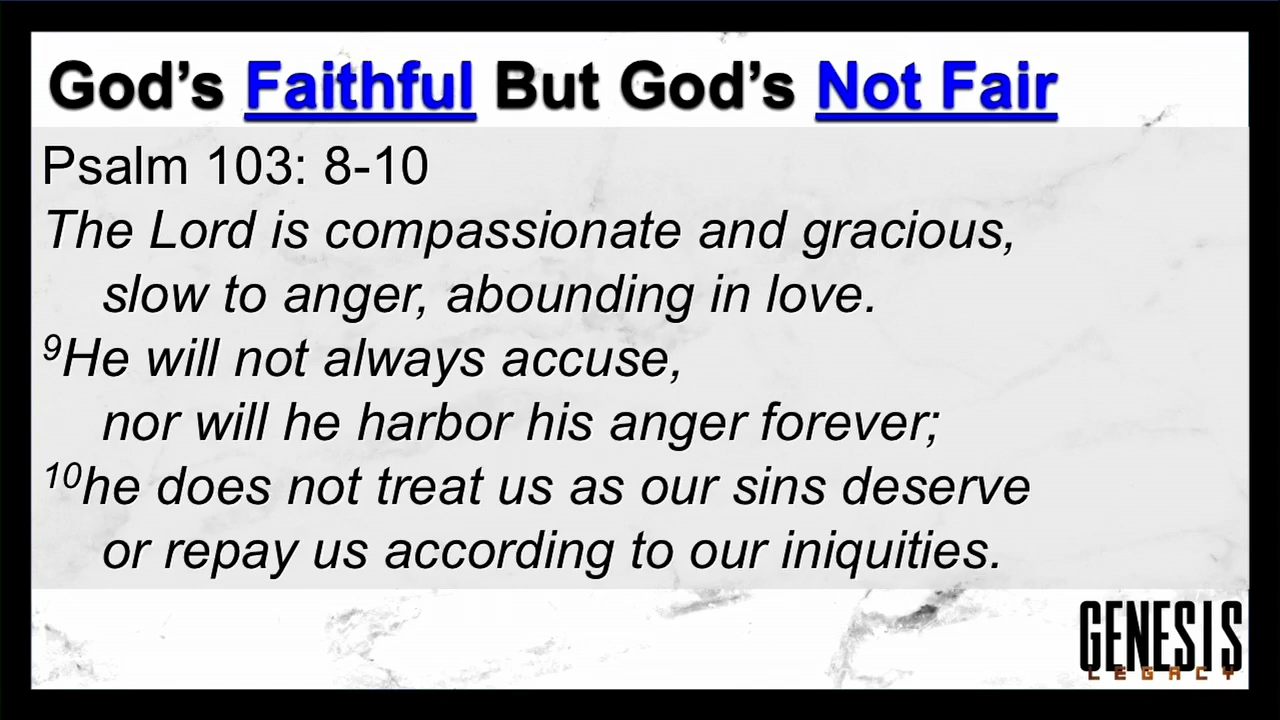 God’s Faithful But God’s Not Fair
Psalm 103: 8-10
The Lord is compassionate and gracious,
slow to anger, abounding in love.
⁹He will not always accuse,
nor will he harbor his anger forever;
¹⁰he does not treat us as our sins deserve
or repay us according to our iniquities.
GENESIS
LEGACY